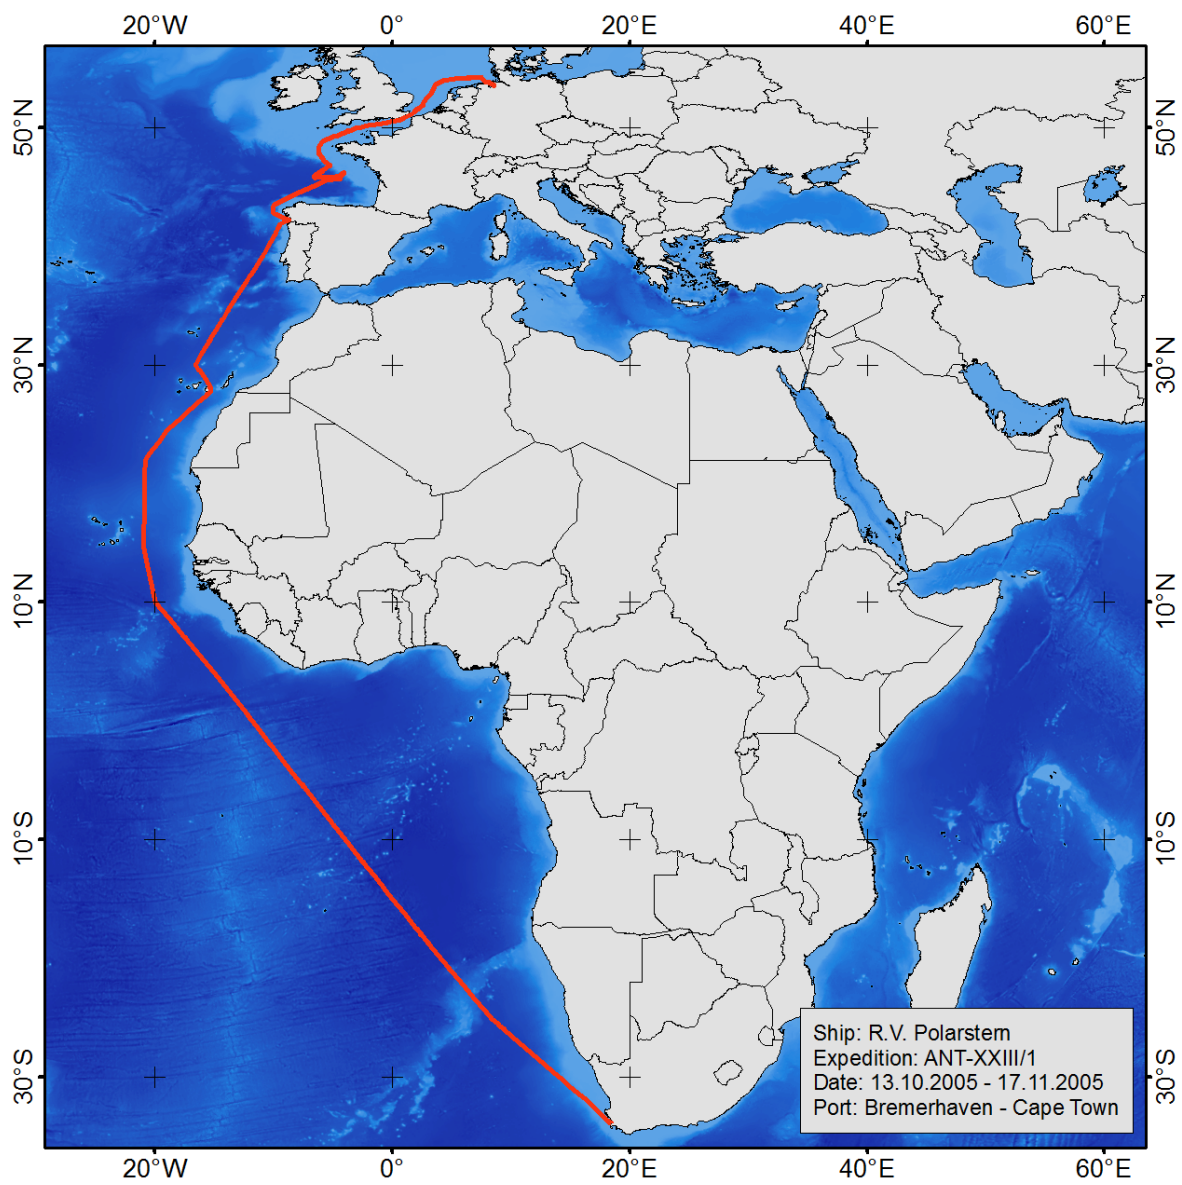 20°W 0° 20°E 40°E 60°E
50°N 50°N
30°N 30°N
10°N 10°N
10°S 10°S
30°S 30°S
Ship: R.V. Polarstern
Expedition: ANT-XXIII/1
Date: 13.10.2005 - 17.11.2005
Port: Bremerhaven - Cape Town
20°W 0° 20°E 40°E 60°E